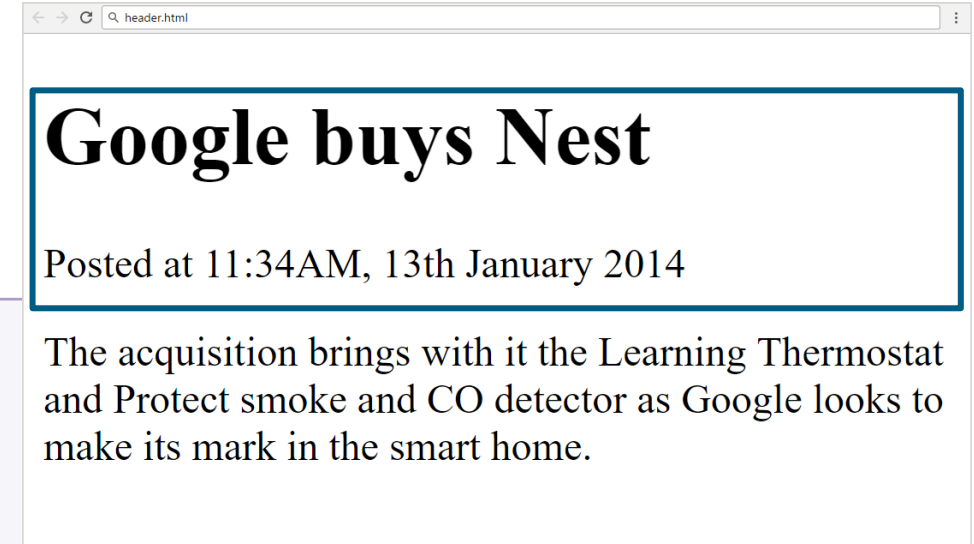 header.html
Google buys Nest
Posted at 11:34AM, 13th January 2014
The acquisition brings with it the Learning Thermostat
and Protect smoke and CO detector as Google looks to
make its mark in the smart home.